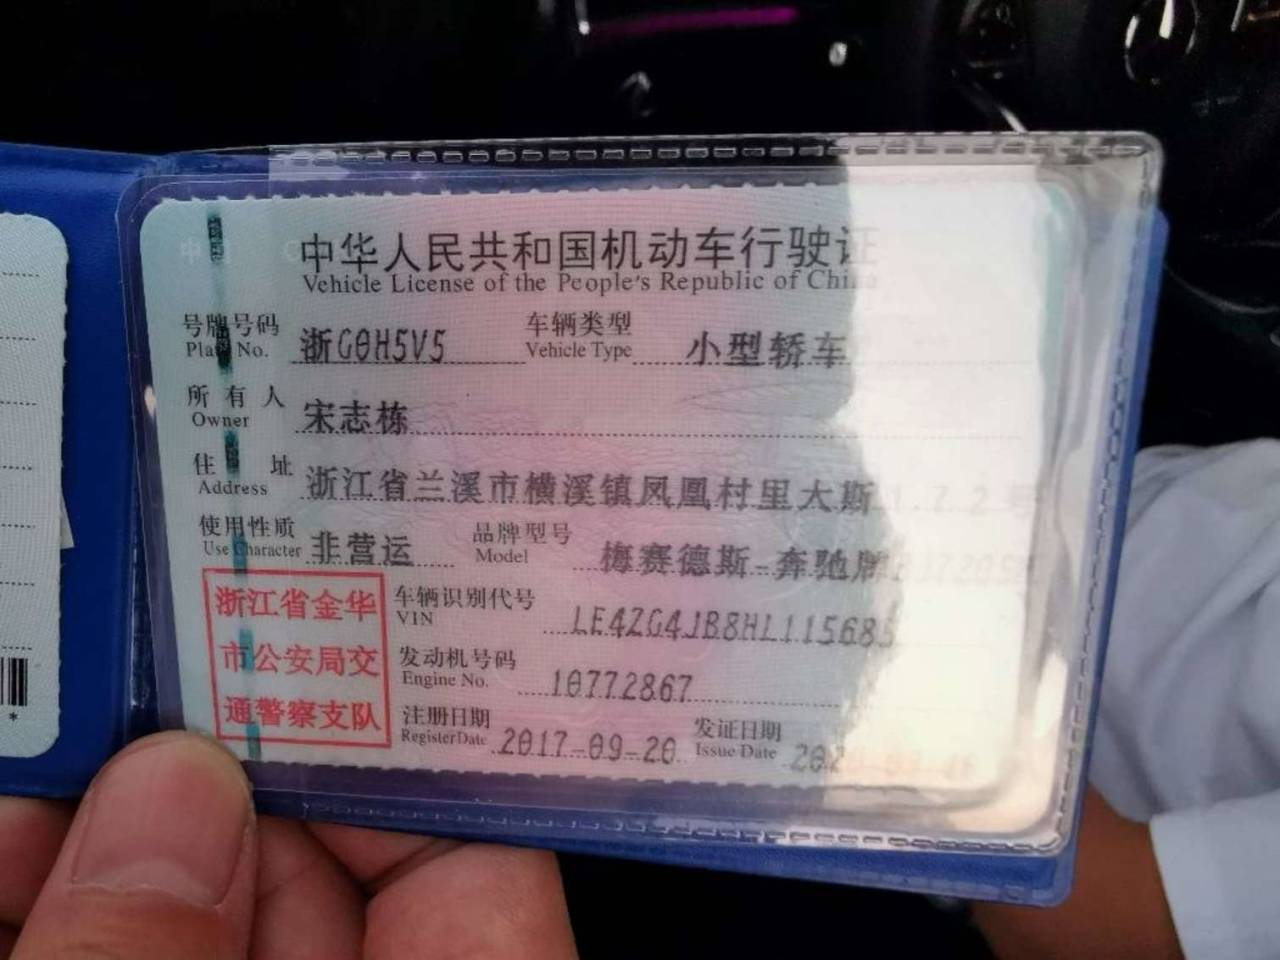 中华人民共和国机动车行驶证
Vehicle License of the People's Republic of China
号牌号码 浙G0H5V5 车辆类型 小型轿车
Plate No. Vehicle Type
所有人 宋志栋
Owner
住址 浙江省兰溪市横溪镇凤凰村里大斯172号
Address
使用性质 非营运 品牌型号 梅赛德斯-奔驰牌
Use Character Model
浙江省金华
市公安局交
通警察支队
车辆识别代号 LE4ZG4JB8HL115685
VIN
发动机号码 10772867
Engine No.
注册日期 2017-09-20 发证日期
Register Date Issue Date